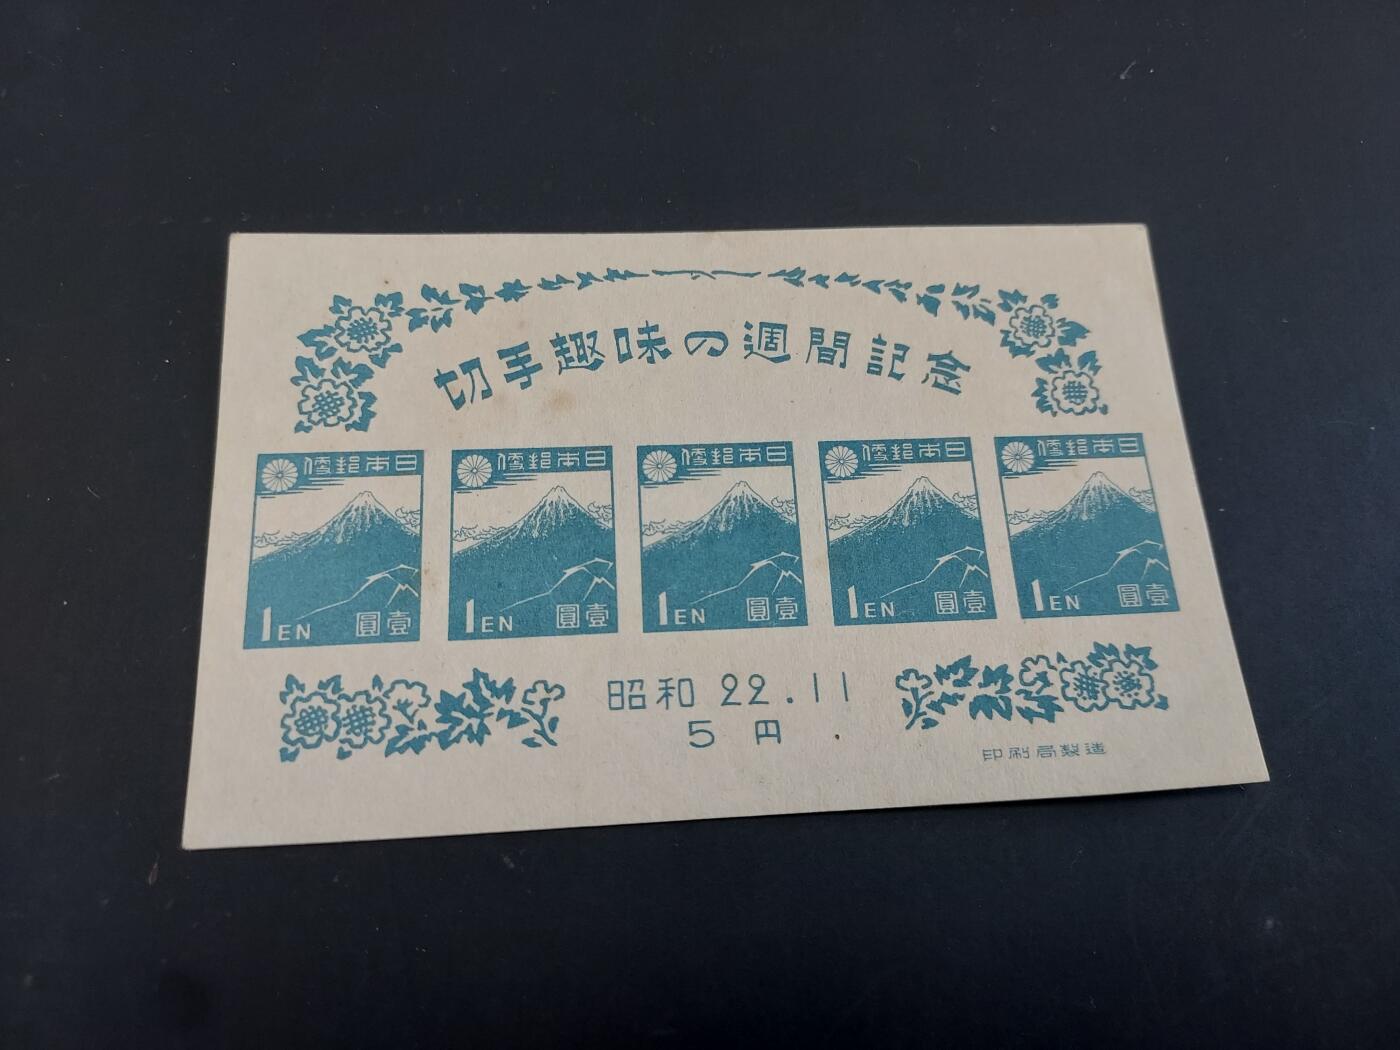 切手趣味の週間記念
便郵本日
便郵本日
便郵本日
便郵本日
便郵本日
1EN 圓壹
1EN 圓壹
1EN 圓壹
1EN 圓壹
1EN 圓壹
昭和 22.11
5 円
印刷局製造